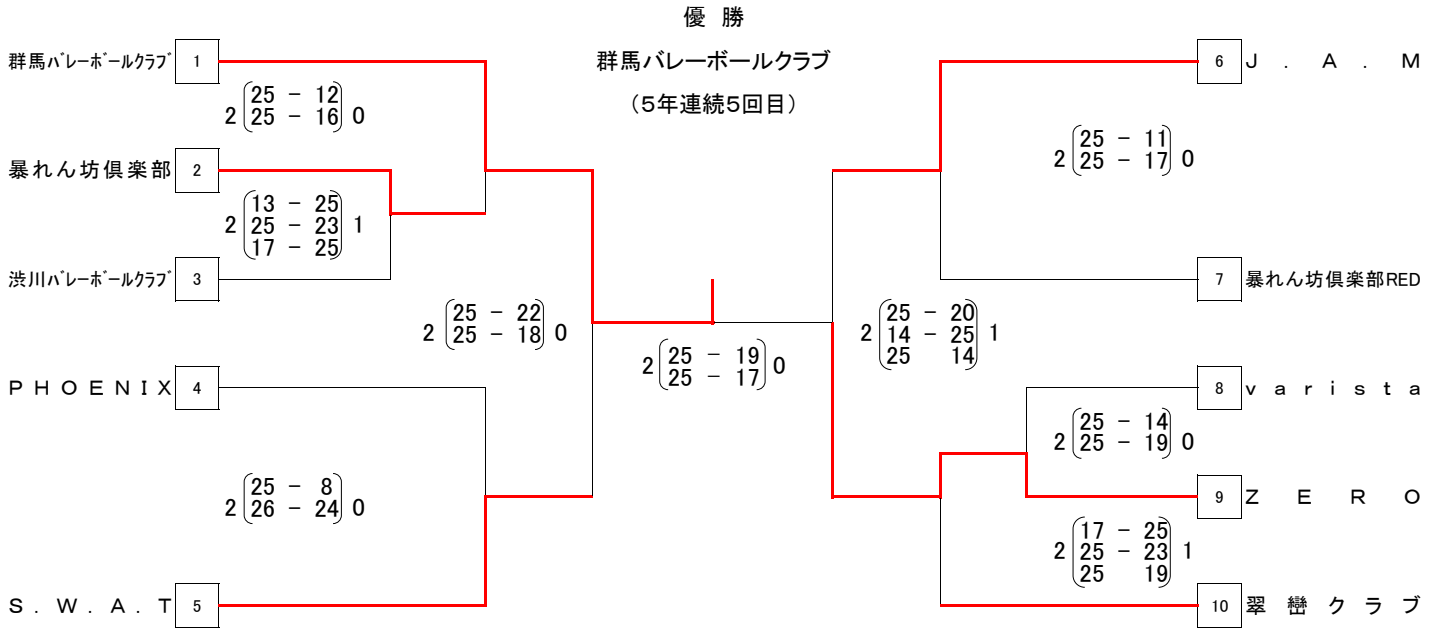 優 勝
群馬バレーボールクラブ
（5年連続5回目）
群馬バレーボールクラブ 1
2 25 - 12 0
25 - 16
暴れん坊倶楽部 2
13 - 25
2 25 - 23 1
17 - 25
渋川バレーボールクラブ 3
2 25 - 22 0
25 - 18
PHOENIX 4
2 25 - 8 0
26 - 24
S.W.A.T 5
2 25 - 19 0
25 - 17
6 J.A.M
2 25 - 11 0
25 - 17
7 暴れん坊倶楽部RED
25 - 20
2 14 - 25 1
25 14
8 varista
2 25 - 14 0
25 - 19
9 ZERO
17 - 25
2 25 - 23 1
25 19
10 翠巒クラブ